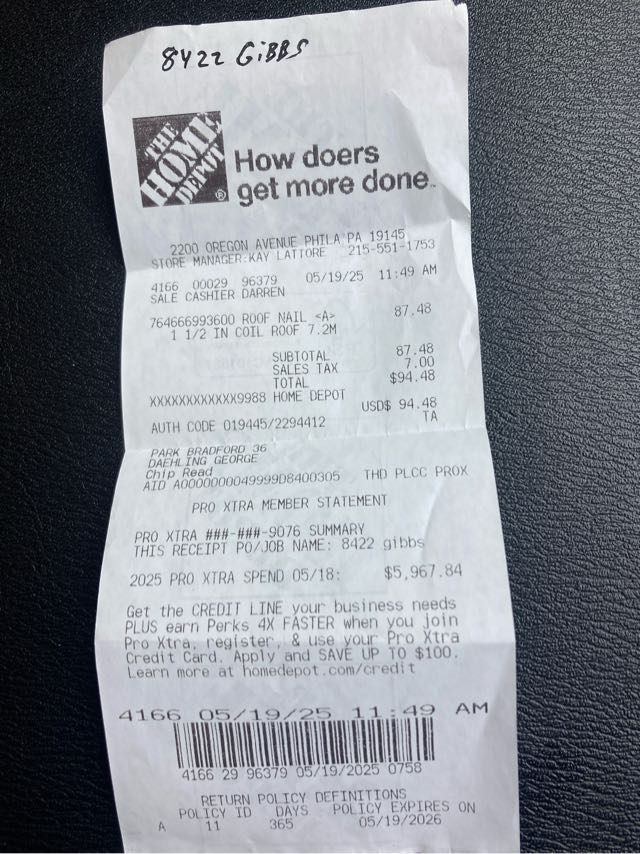 8422 GiBBS
THE HOME DEPOT
How doers
get more done™
2200 OREGON AVENUE PHILA PA 19145
STORE MANAGER:KAY LATTORE 215-551-1753
4166 00029 96379 05/19/25 11:49 AM
SALE CASHIER DARREN
764666993600 ROOF NAIL <A> 87.48
1 1/2 IN COIL ROOF 7.2M
SUBTOTAL 87.48
SALES TAX 7.00
TOTAL $94.48
XXXXXXXXXXXX9988 HOME DEPOT
USD$ 94.48
AUTH CODE 019445/2294412 TA
PARK BRADFORD 36
DAEHLING GEORGE
Chip Read
AID A0000000049999D8400305 THD PLCC PROX
PRO XTRA MEMBER STATEMENT
PRO XTRA ###-###-9076 SUMMARY
THIS RECEIPT PO/JOB NAME: 8422 gibbs
2025 PRO XTRA SPEND 05/18: $5,967.84
Get the CREDIT LINE your business needs
PLUS earn Perks 4X FASTER when you join
Pro Xtra, register, & use your Pro Xtra
Credit Card. Apply and SAVE UP TO $100.
Learn more at homedepot.com/credit
4166 05/19/25 11:49 AM
4166 29 96379 05/19/2025 0758
RETURN POLICY DEFINITIONS
POLICY ID DAYS POLICY EXPIRES ON
A 11 365 05/19/2026